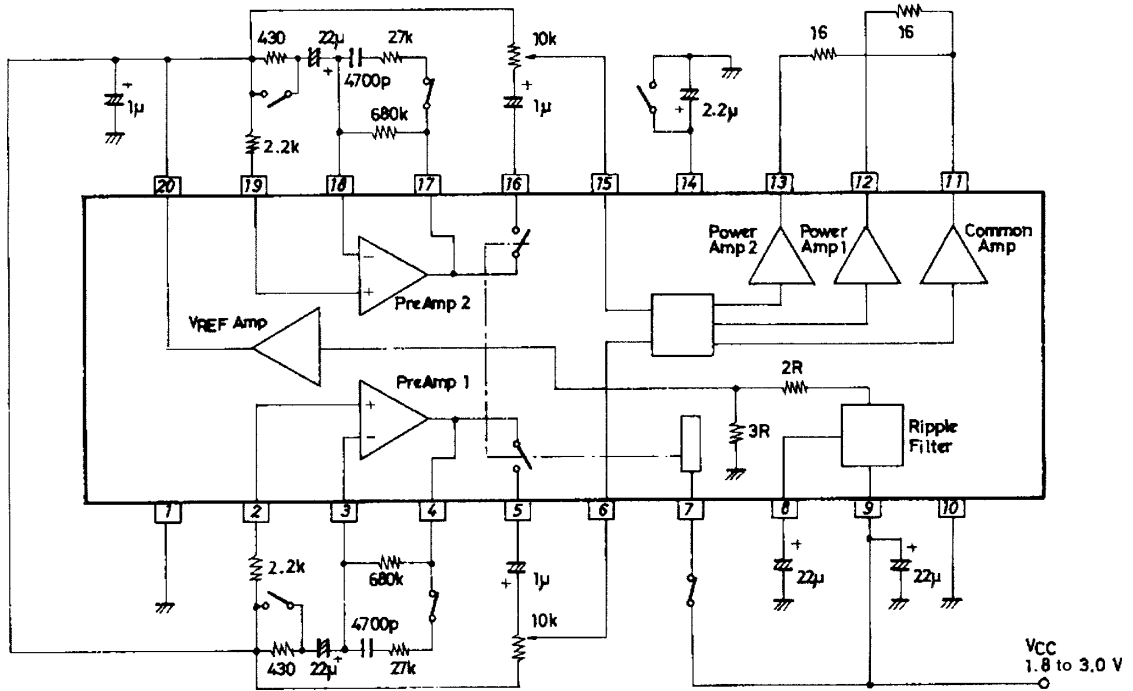 430
22µ
+
27k
4700p
680k
10k
+
1µ
+
1µ
2.2k
16
16
+
2.2µ
20
19
18
17
16
15
14
13
12
11
Power Amp 2
Power Amp 1
Common Amp
−
+
PreAmp 2
VREF Amp
PreAmp 1
+
−
2R
3R
Ripple Filter
1
2
3
4
5
6
7
8
9
10
2.2k
680k
+
1µ
+
22µ
+
22µ
4700p
10k
430
22µ
+
27k
VCC
1.8 to 3.0 V